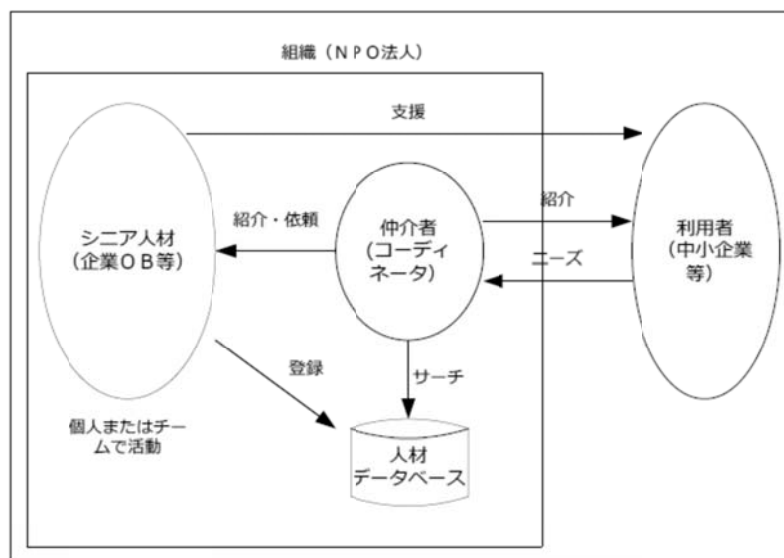 組織（ＮＰＯ法人）
支援
シニア人材
（企業ＯＢ等）
紹介・依頼
仲介者
(コーディ
ネータ）
紹介
ニーズ
利用者
（中小企業
等）
登録
サーチ
個人またはチー
ムで活動
人材
データベース